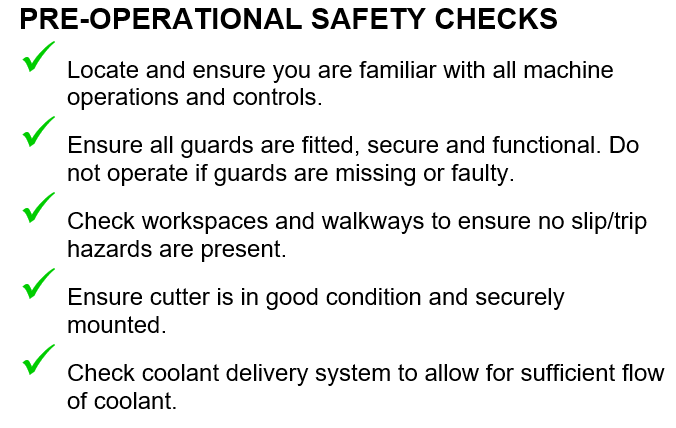 PRE-OPERATIONAL SAFETY CHECKS
Locate and ensure you are familiar with all machine
operations and controls.
Ensure all guards are fitted, secure and functional. Do
not operate if guards are missing or faulty.
Check workspaces and walkways to ensure no slip/trip
hazards are present.
Ensure cutter is in good condition and securely
mounted.
Check coolant delivery system to allow for sufficient flow
of coolant.